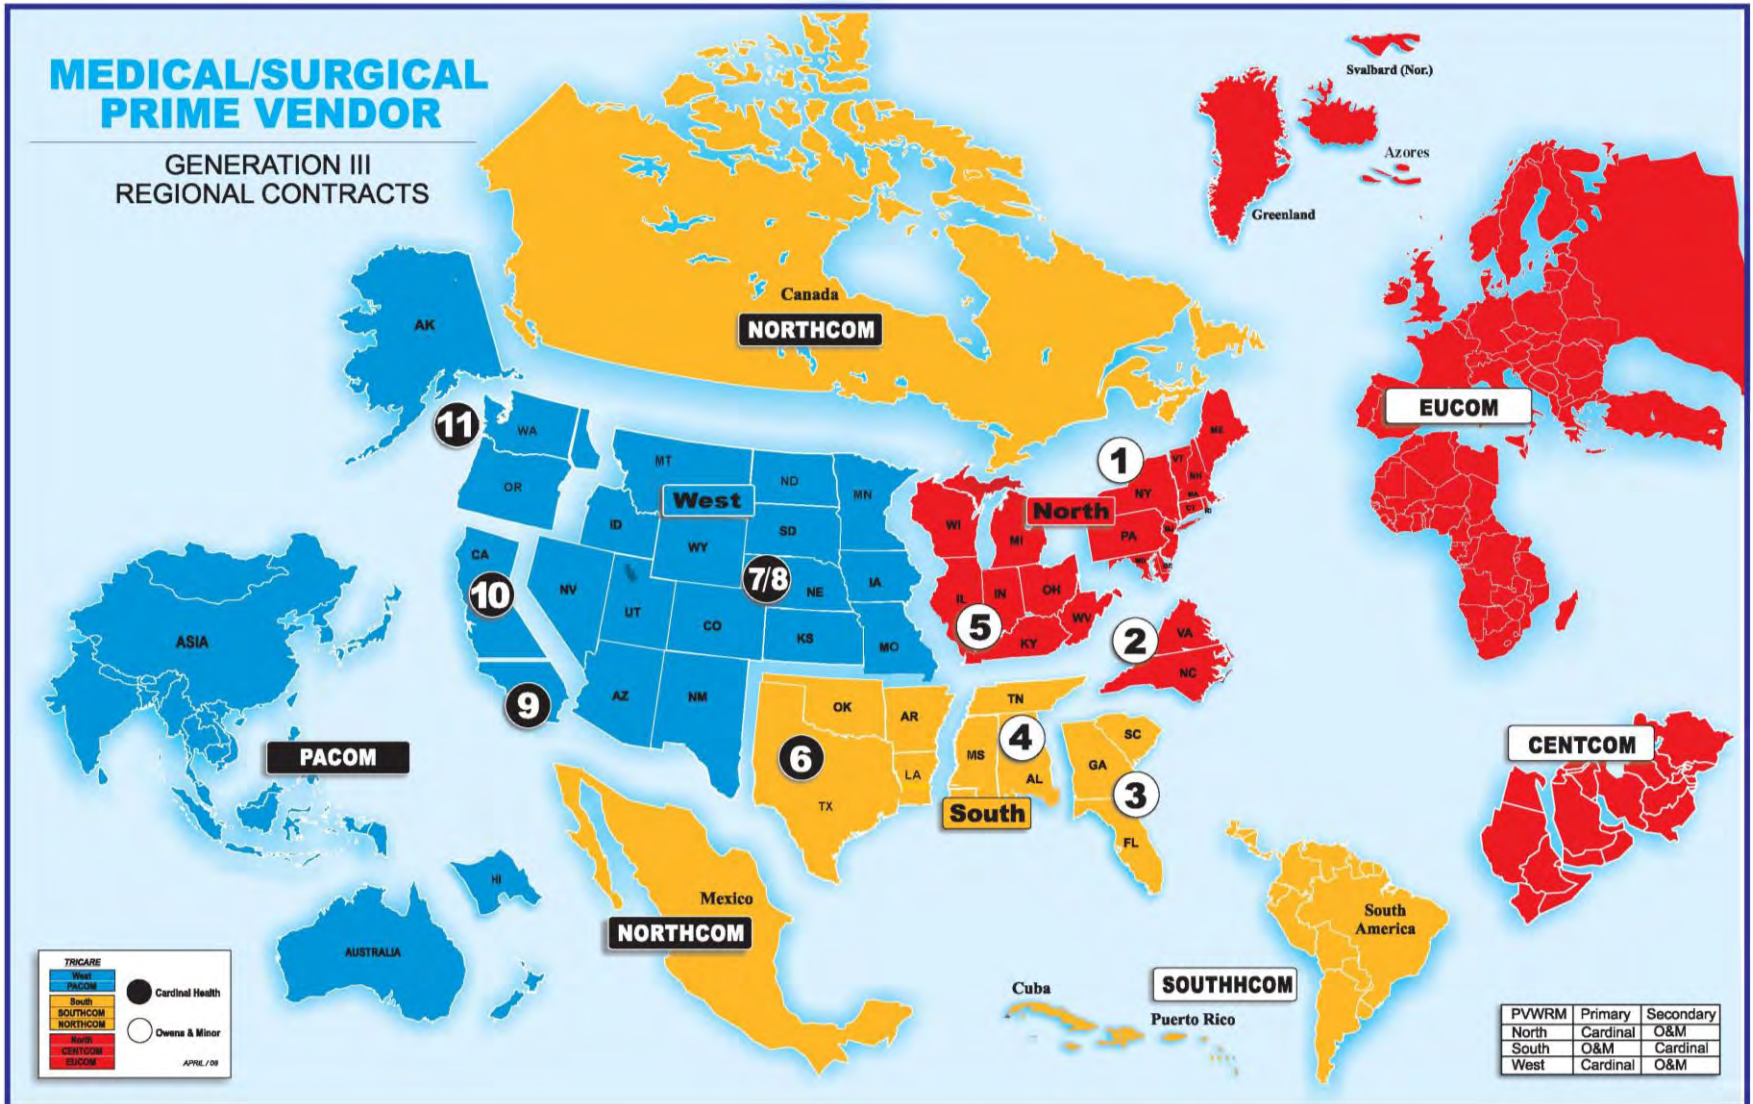 MEDICAL/SURGICAL
PRIME VENDOR
GENERATION III
REGIONAL CONTRACTS
Svalbard (Nor.)
Azores
Greenland
Canada
NORTHCOM
AK
11
WA
OR
MT
ND
MN
West
ID
WY
SD
7/8
NE
IA
CA
10
NV
UT
CO
KS
MO
9
AZ
NM
1
ME
VT
NH
NY
MA
CT
RI
North
WI
MI
PA
NJ
MD
DE
IL
IN
OH
WV
5
KY
2
VA
NC
EUCOM
ASIA
PACOM
OK
AR
6
LA
TX
TN
4
MS
AL
South
SC
GA
3
FL
CENTCOM
HI
AUSTRALIA
Mexico
NORTHCOM
South
America
SOUTHHCOM
Cuba
Puerto Rico
TRICARE
West
PACOM
South
SOUTHCOM
NORTHCOM
North
CENTCOM
EUCOM
Cardinal Health
Owens & Minor
PVWRM Primary Secondary
North Cardinal O&M
South O&M Cardinal
West Cardinal O&M